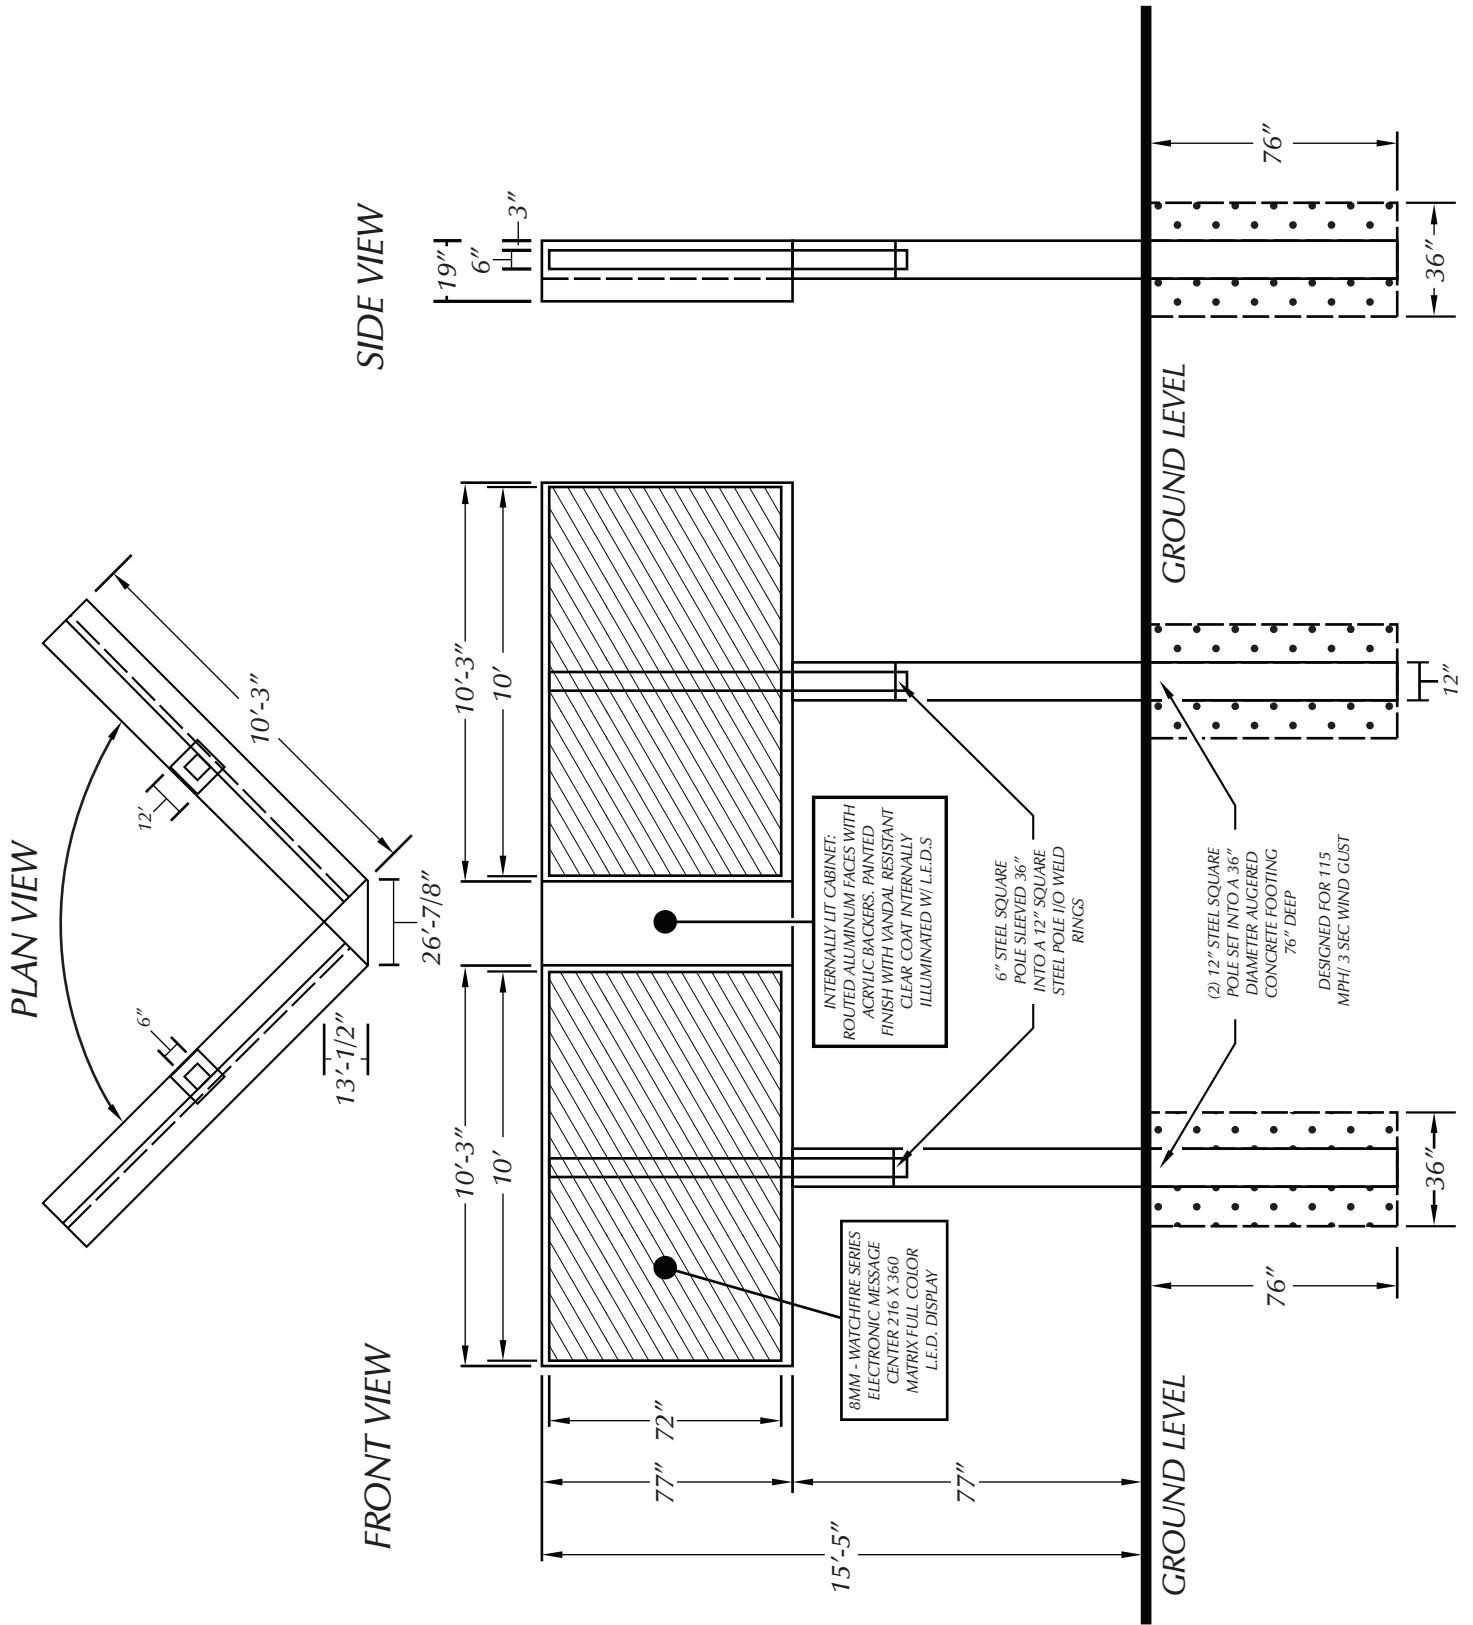 PLAN VIEW
12'
6"
10'-3"
26'-7/8"
13'-1/2"
FRONT VIEW
10'-3"
10'
10'-3"
10'
72"
77"
77"
15'-5"
8MM - WATCHFIRE SERIES
ELECTRONIC MESSAGE
CENTER 216 X 360
MATRIX FULL COLOR
L.E.D. DISPLAY
INTERNALLY LIT CABINET:
ROUTED ALUMINUM FACES WITH
ACRYLIC BACKERS. PAINTED
FINISH WITH VANDAL RESISTANT
CLEAR COAT INTERNALLY
ILLUMINATED W/ L.E.D.S
6" STEEL SQUARE
POLE SLEEVED 36"
INTO A 12" SQUARE
STEEL POLE I/O WELD
RINGS
(2) 12" STEEL SQUARE
POLE SET INTO A 36"
DIAMETER AUGERED
CONCRETE FOOTING
76" DEEP
DESIGNED FOR 115
MPH/ 3 SEC WIND GUST
GROUND LEVEL
76"
36"
12"
SIDE VIEW
19"
6"
3"
GROUND LEVEL
76"
36"